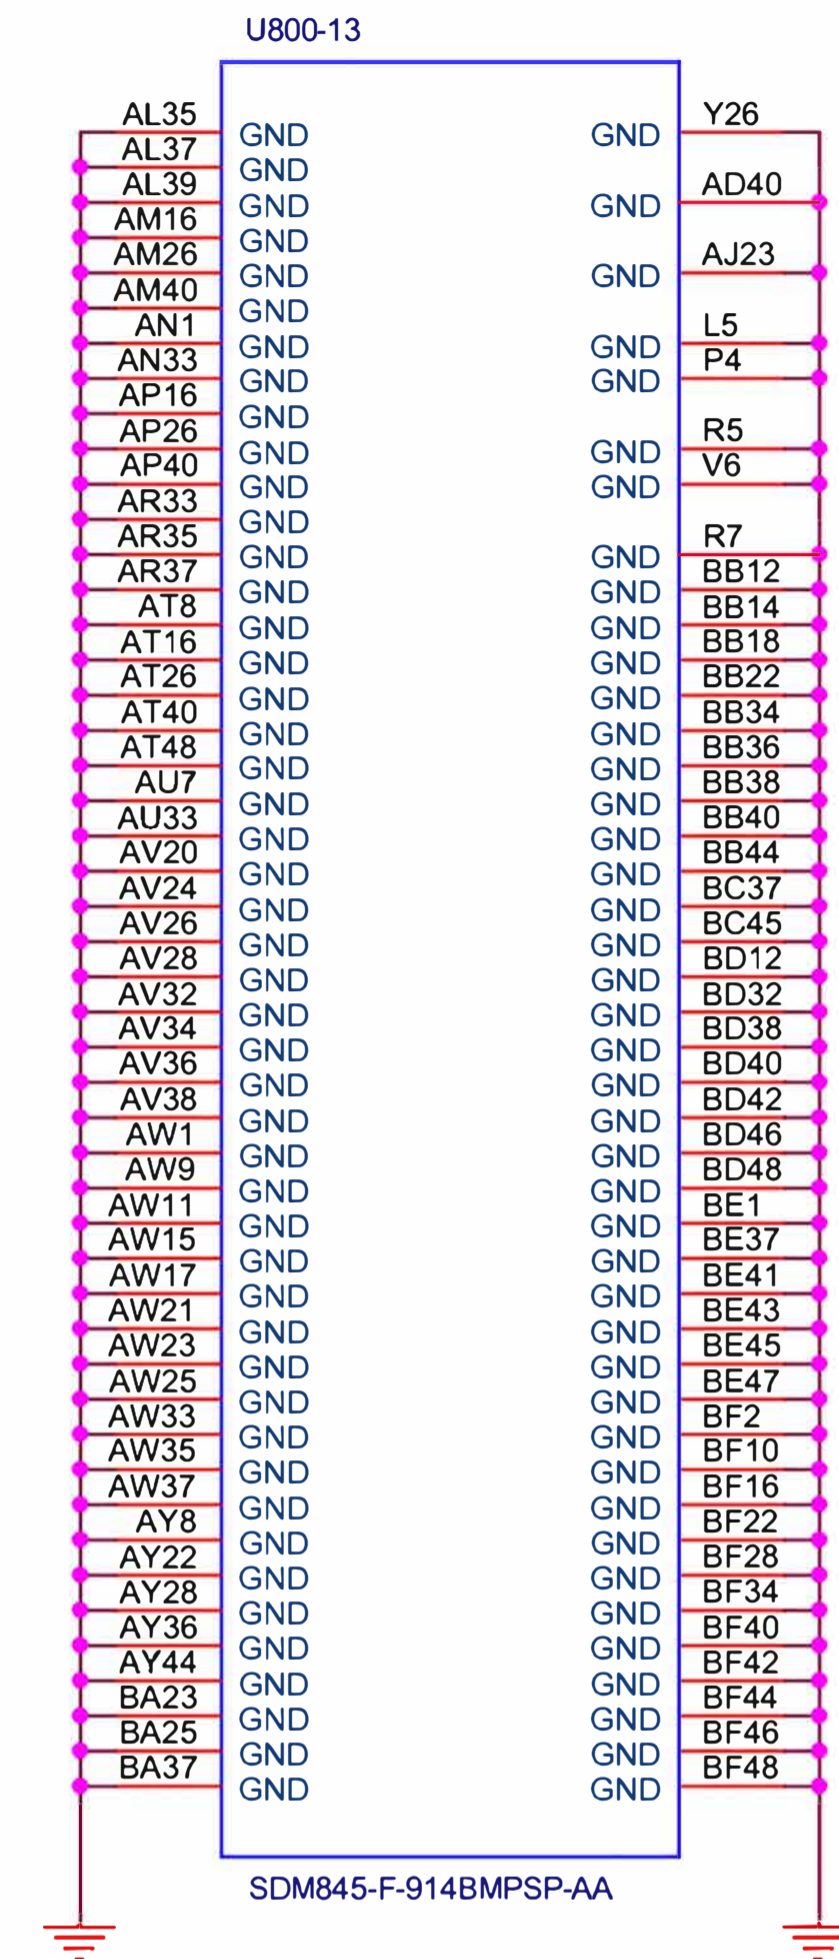 U800-13
AL35 GND GND Y26
AL37 GND
AL39 GND GND AD40
AM16 GND
AM26 GND GND AJ23
AM40 GND
AN1 GND GND L5
AN33 GND GND P4
AP16 GND
AP26 GND GND R5
AP40 GND GND V6
AR33 GND
AR35 GND GND R7
AR37 GND GND BB12
AT8 GND GND BB14
AT16 GND GND BB18
AT26 GND GND BB22
AT40 GND GND BB34
AT48 GND GND BB36
AU7 GND GND BB38
AU33 GND GND BB40
AV20 GND GND BB44
AV24 GND GND BC37
AV26 GND GND BC45
AV28 GND GND BD12
AV32 GND GND BD32
AV34 GND GND BD38
AV36 GND GND BD40
AV38 GND GND BD42
AW1 GND GND BD46
AW9 GND GND BD48
AW11 GND GND BE1
AW15 GND GND BE37
AW17 GND GND BE41
AW21 GND GND BE43
AW23 GND GND BE45
AW25 GND GND BE47
AW33 GND GND BF2
AW35 GND GND BF10
AW37 GND GND BF16
AY8 GND GND BF22
AY22 GND GND BF28
AY28 GND GND BF34
AY36 GND GND BF40
AY44 GND GND BF42
BA23 GND GND BF44
BA25 GND GND BF46
BA37 GND GND BF48
SDM845-F-914BMPSP-AA